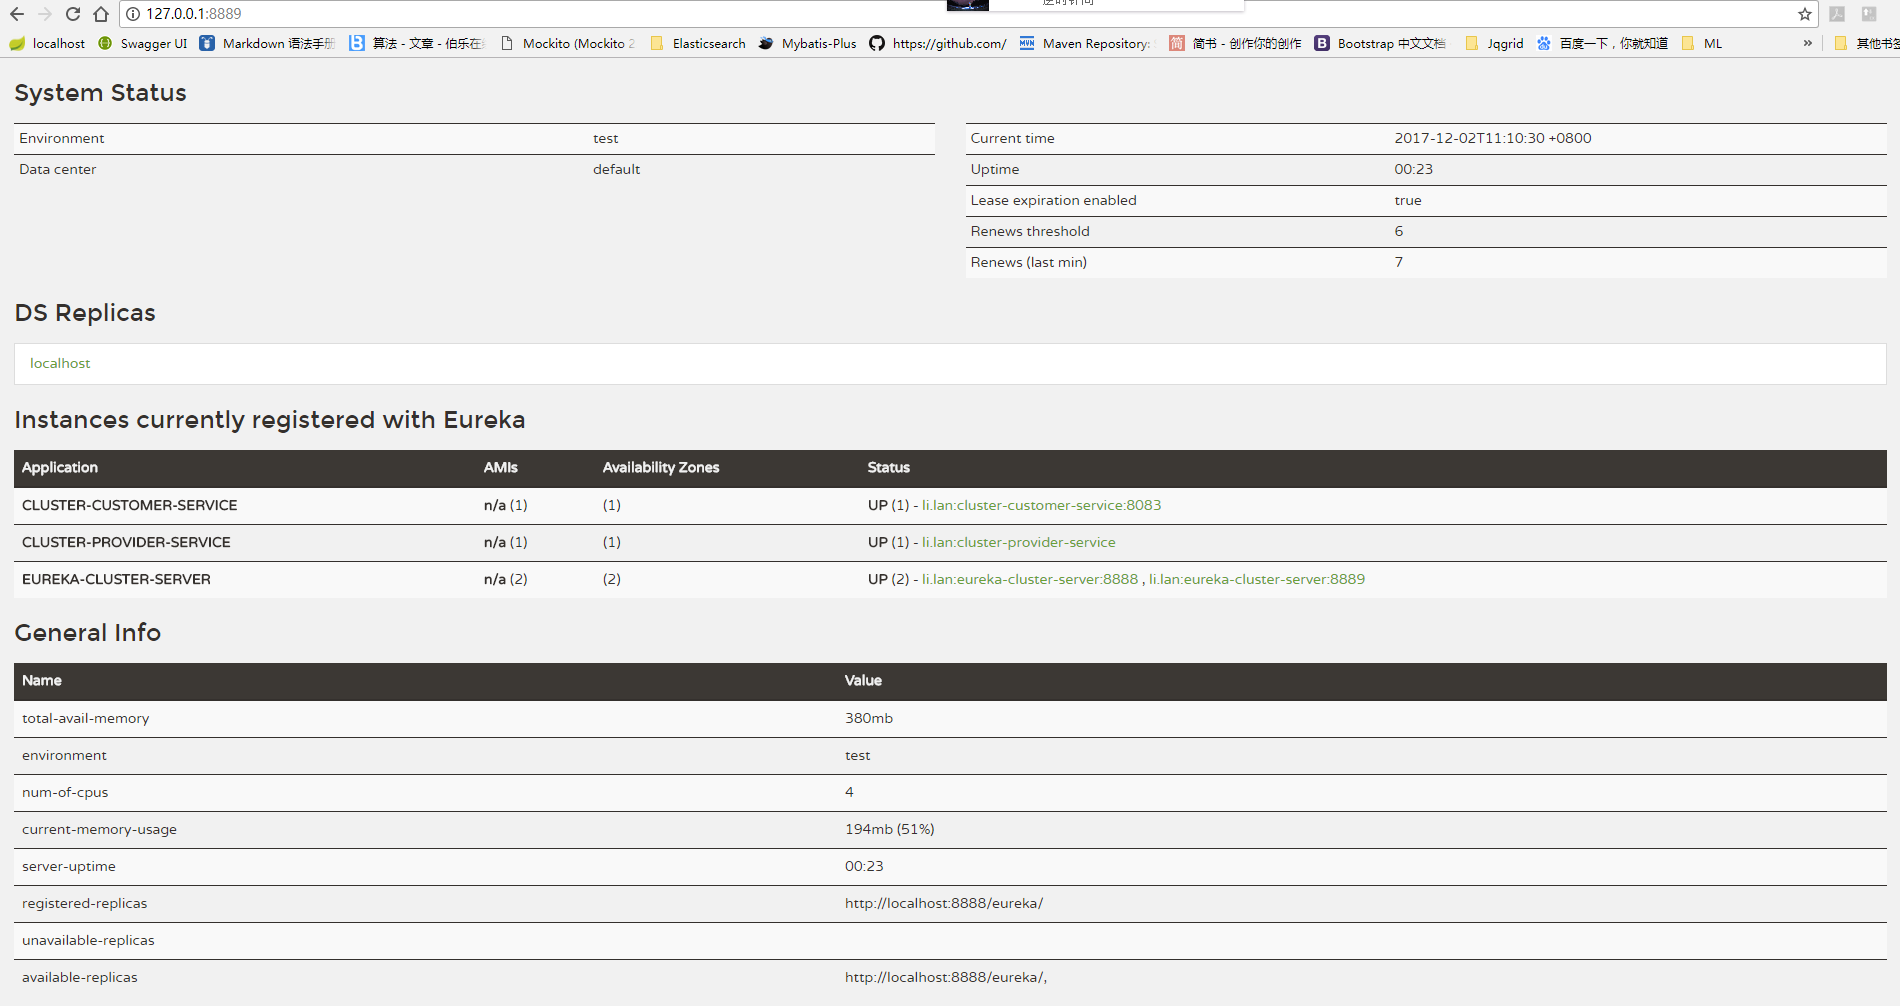 127.0.0.1:8889
localhost Swagger UI Markdown 语法手册 算法 - 文章 - 伯乐在 Mockito (Mockito 2 Elasticsearch Mybatis-Plus https://github.com/ Maven Repository: 简书 - 创作你的创作 Bootstrap 中文文档 Jqgrid 百度一下，你就知道 ML » 其他书签
System Status
Environment test
Data center default
Current time 2017-12-02T11:10:30 +0800
Uptime 00:23
Lease expiration enabled true
Renews threshold 6
Renews (last min) 7
DS Replicas
localhost
Instances currently registered with Eureka
Application AMIs Availability Zones Status
CLUSTER-CUSTOMER-SERVICE n/a (1) (1) UP (1) - li.lan:cluster-customer-service:8083
CLUSTER-PROVIDER-SERVICE n/a (1) (1) UP (1) - li.lan:cluster-provider-service
EUREKA-CLUSTER-SERVER n/a (2) (2) UP (2) - li.lan:eureka-cluster-server:8888 , li.lan:eureka-cluster-server:8889
General Info
Name Value
total-avail-memory 380mb
environment test
num-of-cpus 4
current-memory-usage 194mb (51%)
server-uptime 00:23
registered-replicas http://localhost:8888/eureka/
unavailable-replicas
available-replicas http://localhost:8888/eureka/,